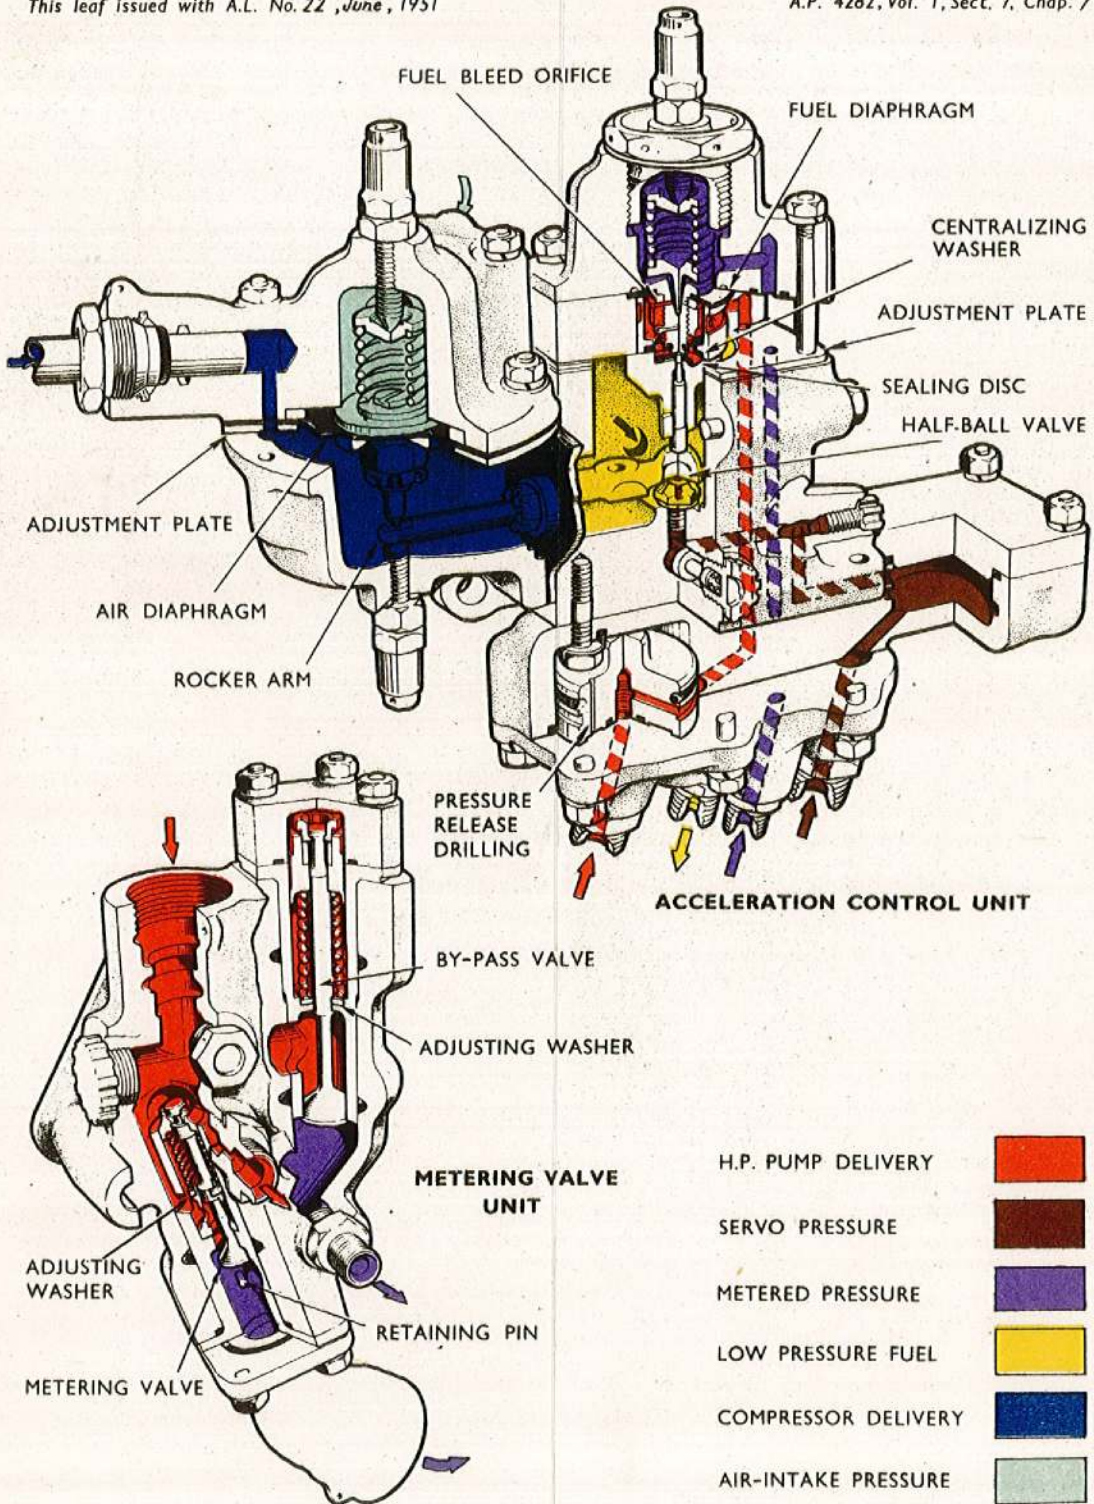 This leaf issued with A.L. No. 22, June, 1951
A.P. 4282, Vol. 1, Sect. 7, Chap. 7
FUEL BLEED ORIFICE
FUEL DIAPHRAGM
CENTRALIZING
WASHER
ADJUSTMENT PLATE
SEALING DISC
HALF-BALL VALVE
ADJUSTMENT PLATE
AIR DIAPHRAGM
ROCKER ARM
PRESSURE
RELEASE
DRILLING
ACCELERATION CONTROL UNIT
BY-PASS VALVE
ADJUSTING WASHER
METERING VALVE
UNIT
ADJUSTING
WASHER
RETAINING PIN
METERING VALVE
H.P. PUMP DELIVERY
SERVO PRESSURE
METERED PRESSURE
LOW PRESSURE FUEL
COMPRESSOR DELIVERY
AIR-INTAKE PRESSURE